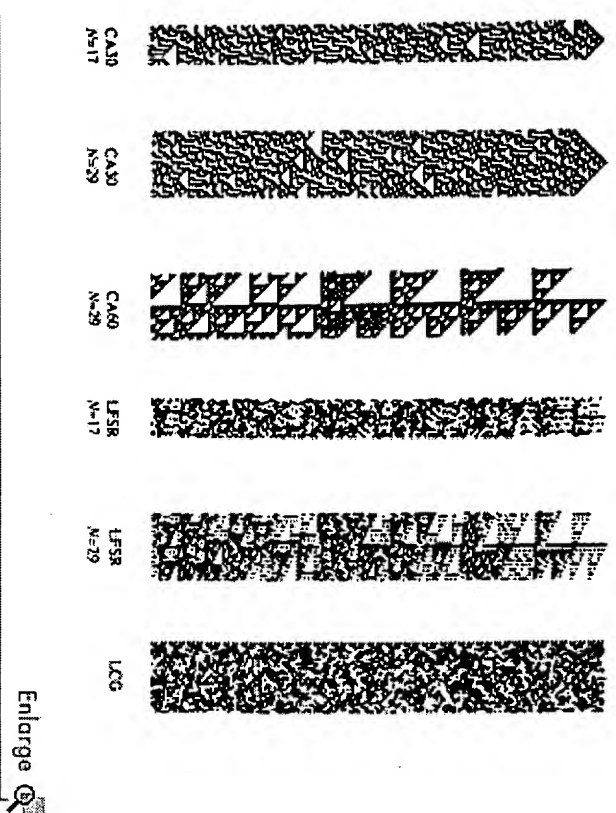 CA30
N=17
CA30
N=29
CA60
N=29
LFSR
N=17
LFSR
N=29
LCG
Enlarge